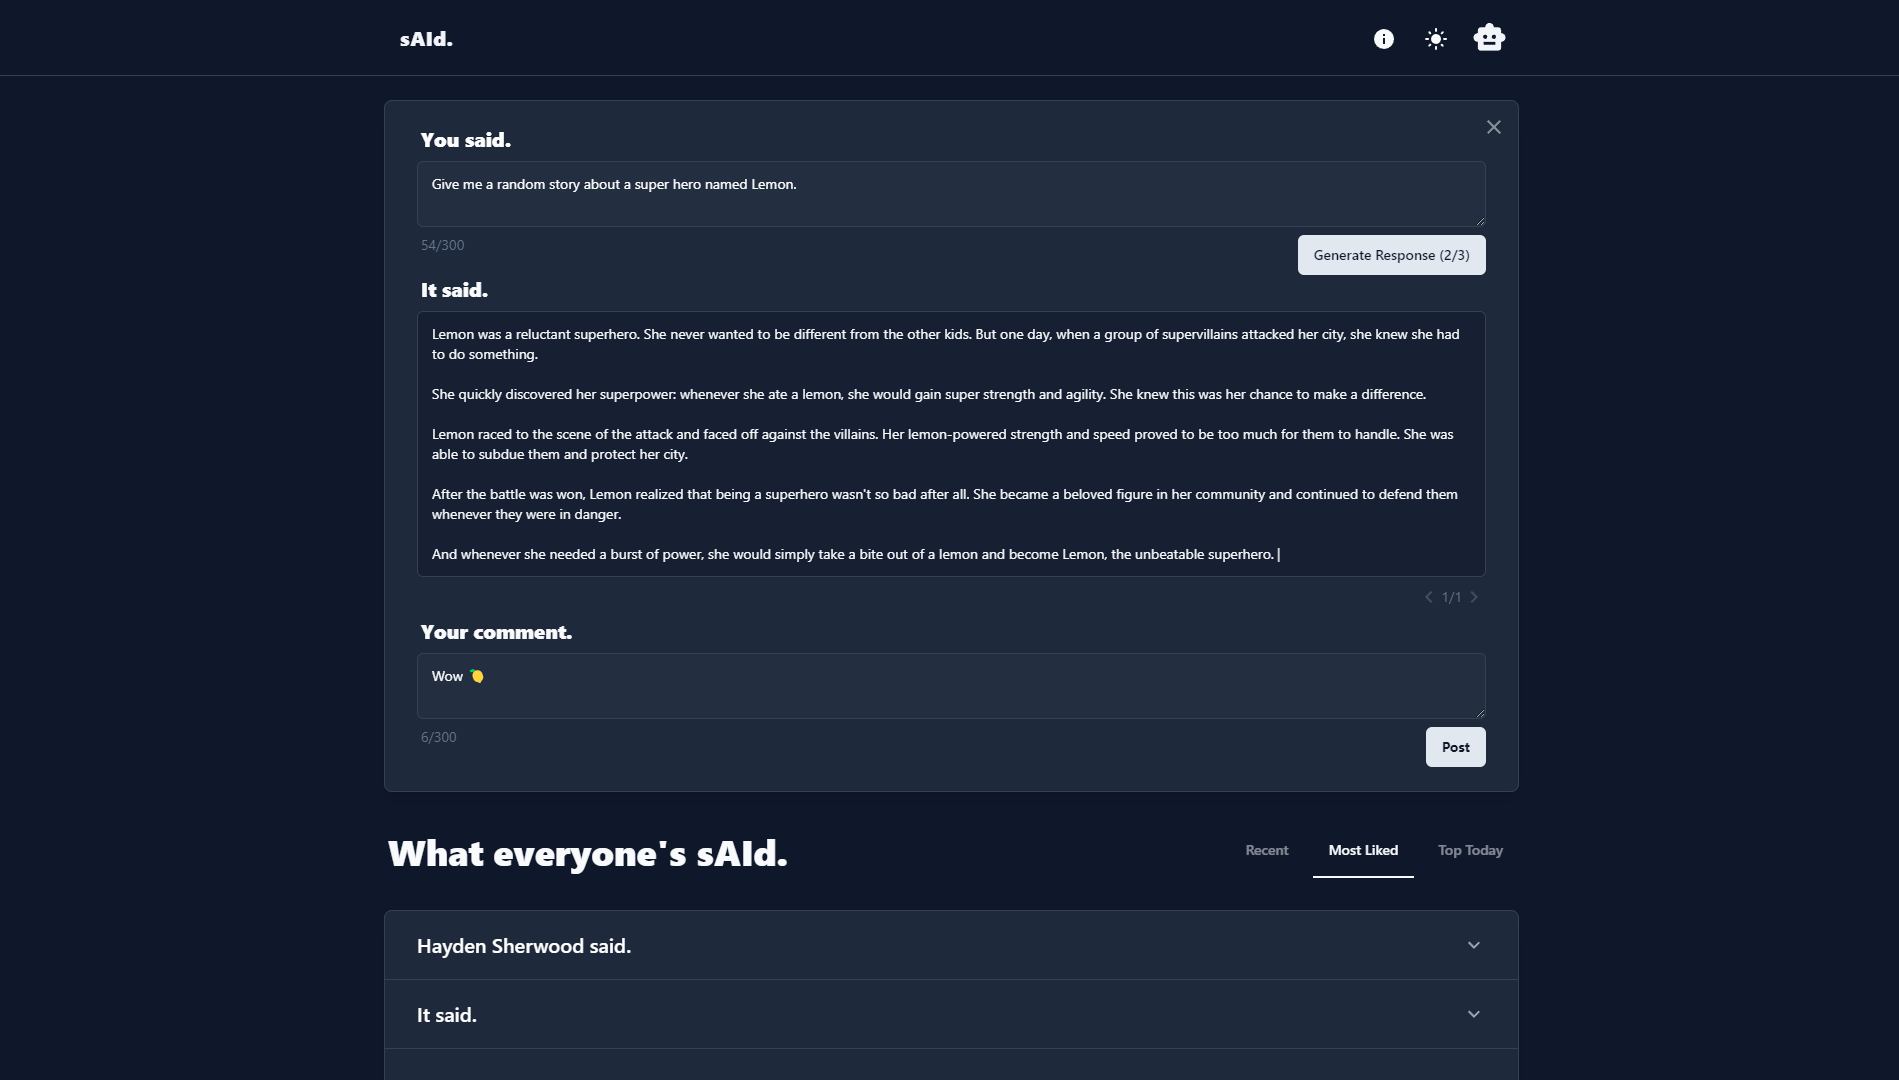 sAId.
You said.
Give me a random story about a super hero named Lemon.
54/300
Generate Response (2/3)
It said.
Lemon was a reluctant superhero. She never wanted to be different from the other kids. But one day, when a group of supervillains attacked her city, she knew she had
to do something.
She quickly discovered her superpower: whenever she ate a lemon, she would gain super strength and agility. She knew this was her chance to make a difference.
Lemon raced to the scene of the attack and faced off against the villains. Her lemon-powered strength and speed proved to be too much for them to handle. She was
able to subdue them and protect her city.
After the battle was won, Lemon realized that being a superhero wasn't so bad after all. She became a beloved figure in her community and continued to defend them
whenever they were in danger.
And whenever she needed a burst of power, she would simply take a bite out of a lemon and become Lemon, the unbeatable superhero. |
1/1
Your comment.
Wow 🍋
6/300
Post
What everyone's sAId.
Recent
Most Liked
Top Today
Hayden Sherwood said.
It said.